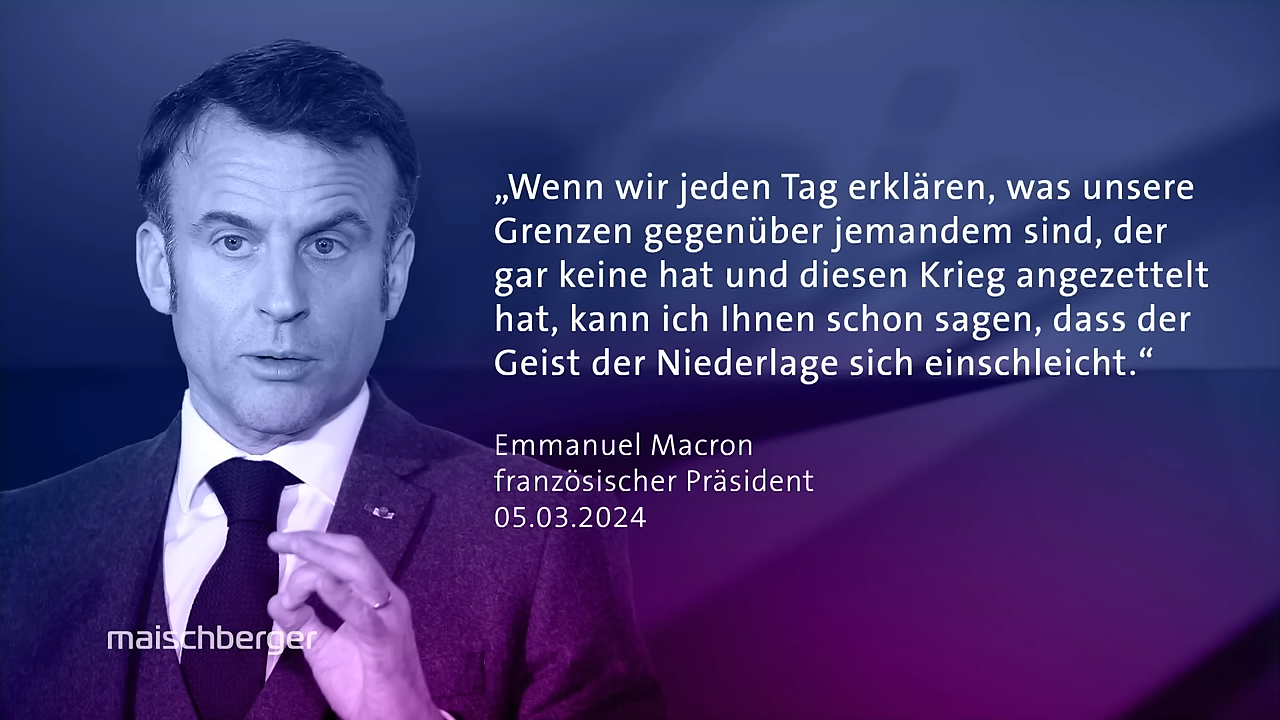 „Wenn wir jeden Tag erklären, was unsere
Grenzen gegenüber jemandem sind, der
gar keine hat und diesen Krieg angezettelt
hat, kann ich Ihnen schon sagen, dass der
Geist der Niederlage sich einschleicht.“
Emmanuel Macron
französischer Präsident
05.03.2024
maischberger